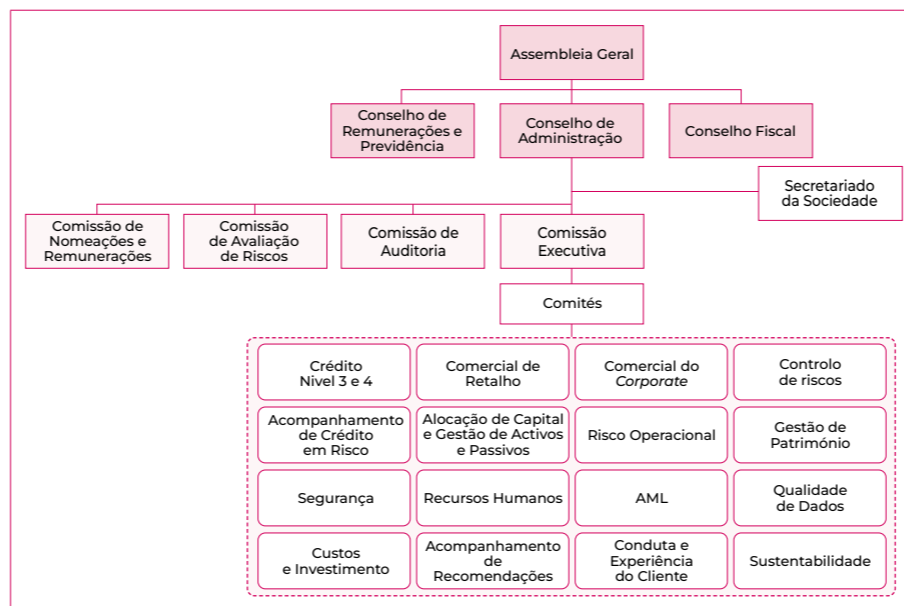 Assembleia Geral
Conselho de
Remunerações e
Previdência
Conselho de
Administração
Conselho Fiscal
Secretariado
da Sociedade
Comissão de
Nomeações e
Remunerações
Comissão
de Avaliação
de Riscos
Comissão de
Auditoria
Comissão
Executiva
Comités
Crédito
Nivel 3 e 4
Comercial de
Retalho
Comercial do
Corporate
Controlo
de riscos
Acompanhamento
de Crédito
em Risco
Alocação de Capital
e Gestão de Activos
e Passivos
Risco Operacional
Gestão de
Património
Segurança
Recursos Humanos
AML
Qualidade
de Dados
Custos
e Investimento
Acompanhamento
de
Recomendações
Conduta e
Experiência
do Cliente
Sustentabilidade